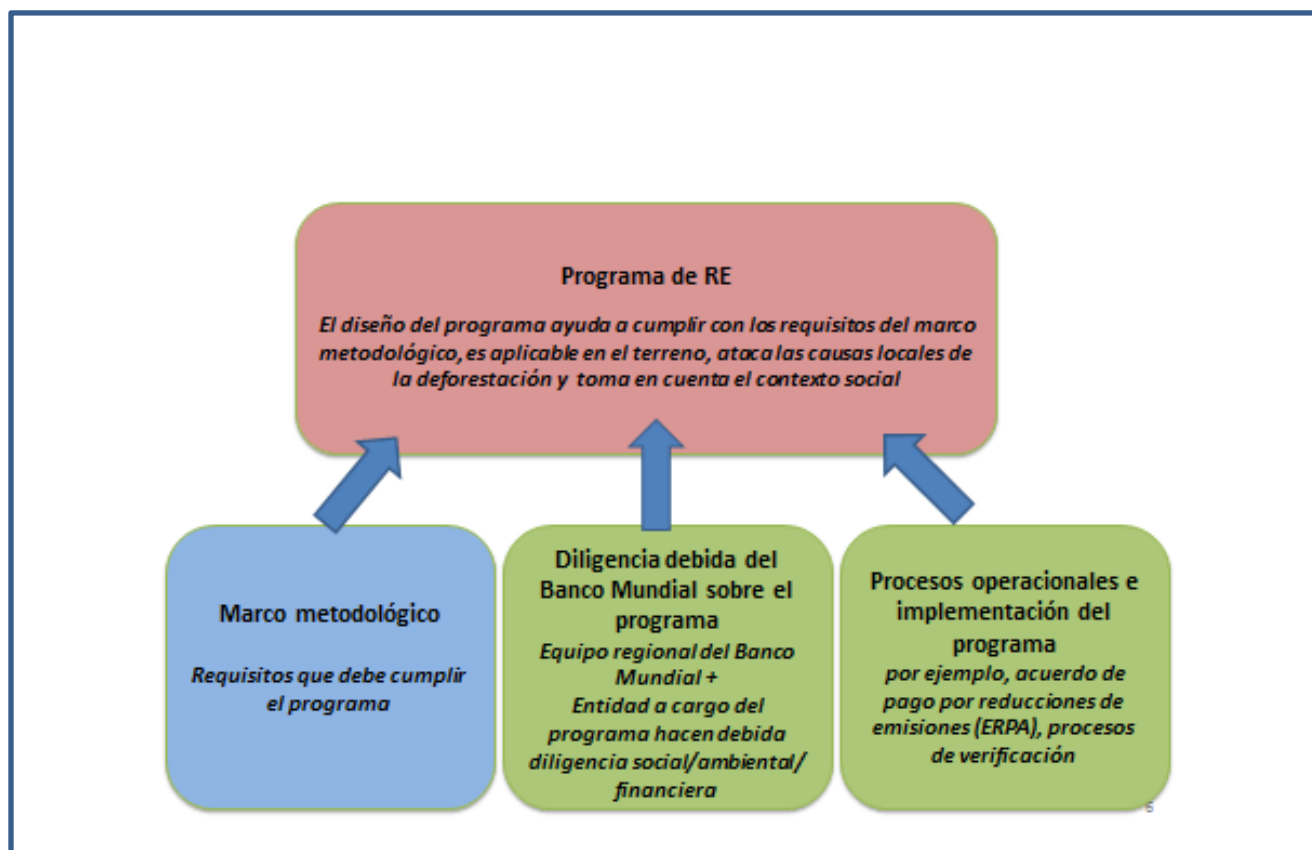 Programa de RE
El diseño del programa ayuda a cumplir con los requisitos del marco
metodológico, es aplicable en el terreno, ataca las causas locales de
la deforestación y toma en cuenta el contexto social
Marco metodológico
Requisitos que debe cumplir
el programa
Diligencia debida del
Banco Mundial sobre el
programa
Equipo regional del Banco
Mundial +
Entidad a cargo del
programa hacen debida
diligencia social/ambiental/
financiera
Procesos operacionales e
implementación del
programa
por ejemplo, acuerdo de
pago por reducciones de
emisiones (ERPA), procesos
de verificación
5